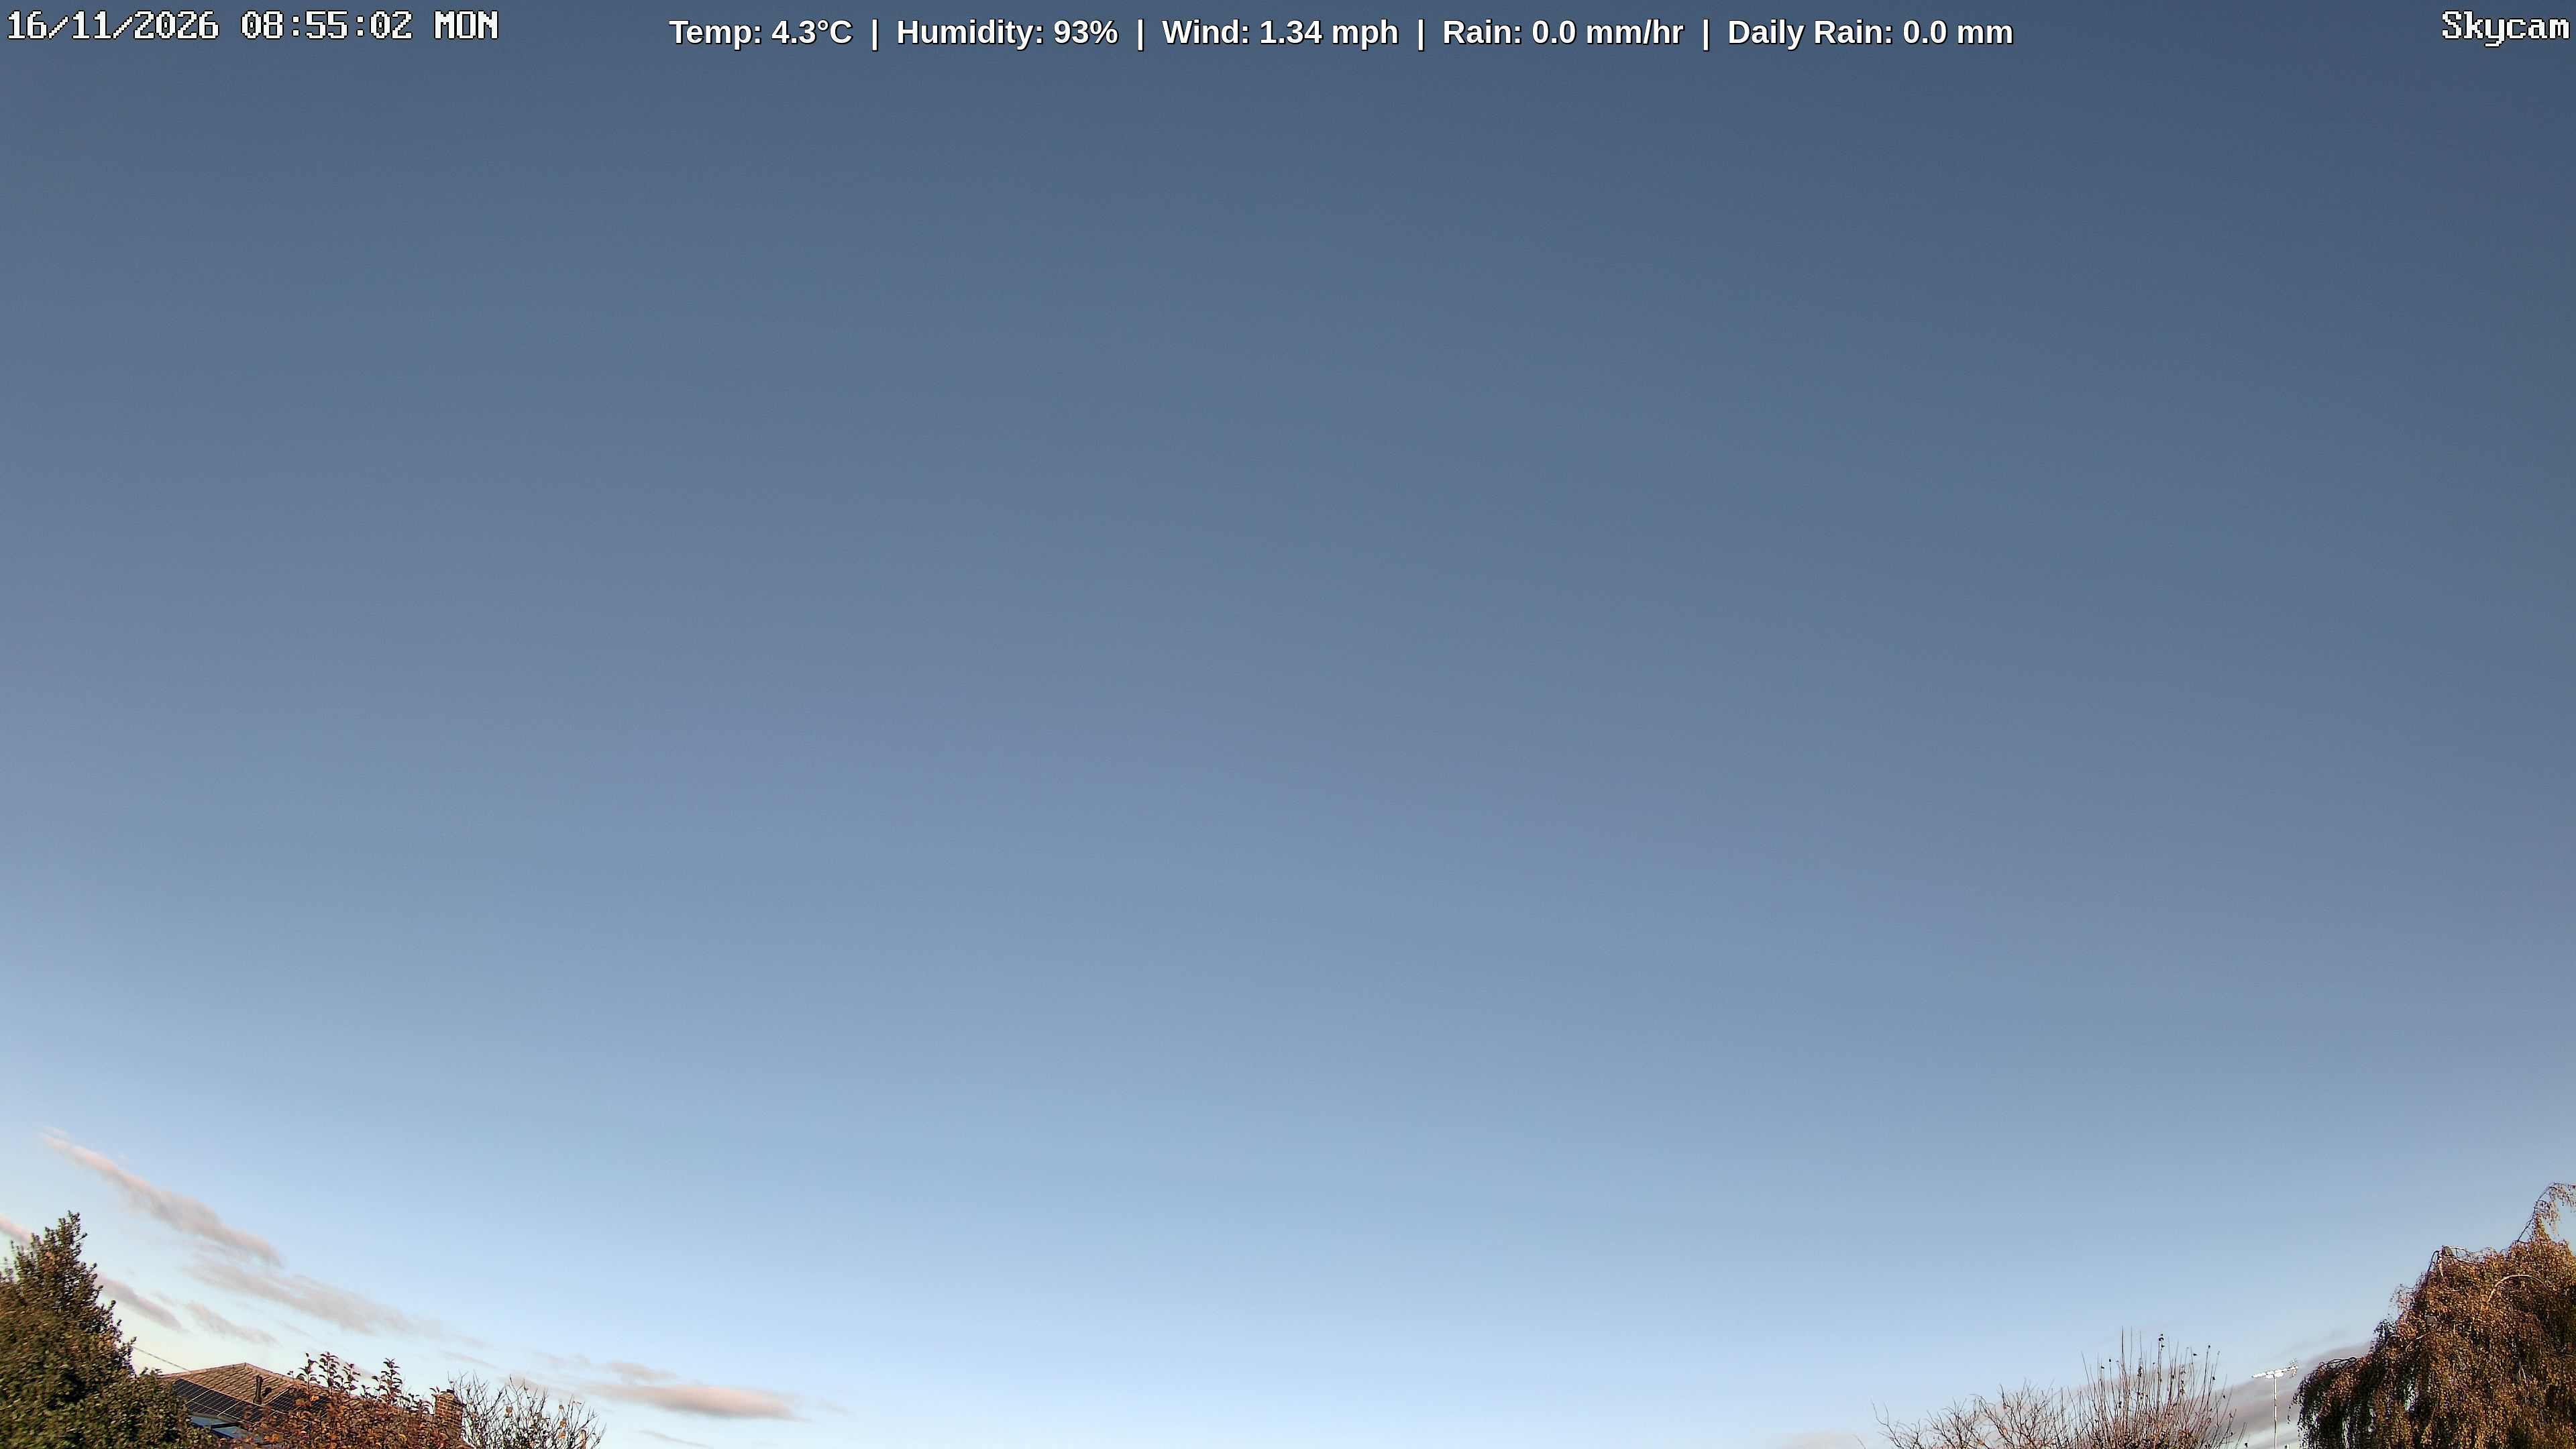 16/11/2026 08:55:02 MON
Temp: 4.3°C | Humidity: 93% | Wind: 1.34 mph | Rain: 0.0 mm/hr | Daily Rain: 0.0 mm
Skycam